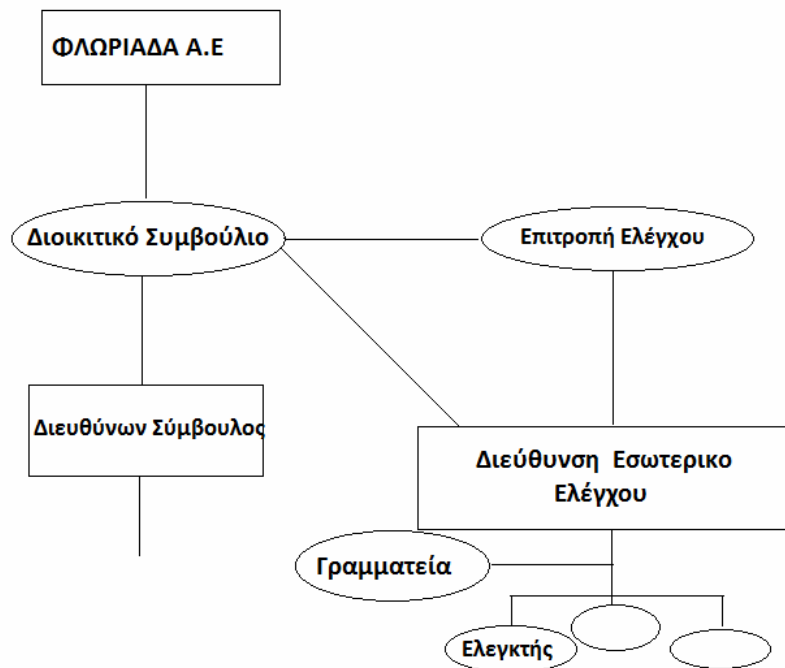 ΦΛΩΡΙΑΔΑ Α.Ε
Διοικιτικό Συμβούλιο
Επιτροπή Ελέγχου
Διευθύνων Σύμβουλος
Διεύθυνση Εσωτερικο
Ελέγχου
Γραμματεία
Ελεγκτής